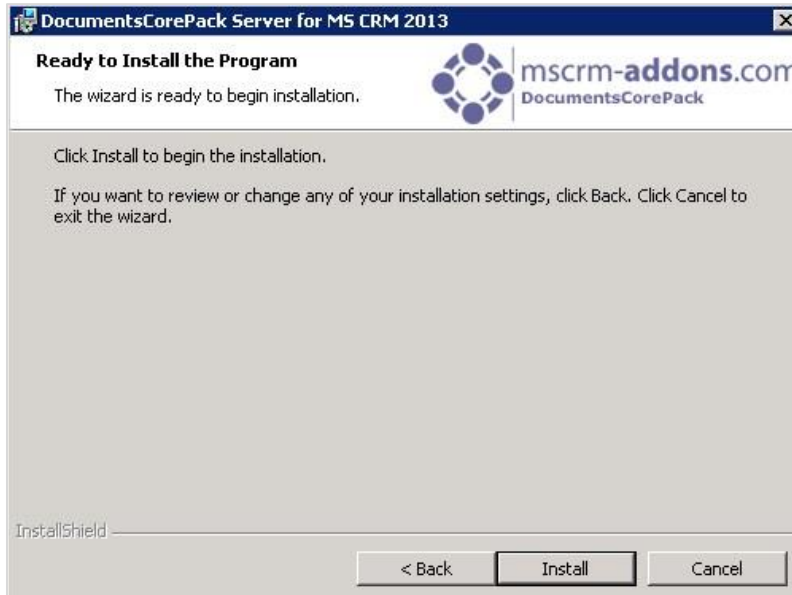 DocumentsCorePack Server for MS CRM 2013
Ready to Install the Program
The wizard is ready to begin installation.
mscrm-addons.com
DocumentsCorePack
Click Install to begin the installation.
If you want to review or change any of your installation settings, click Back. Click Cancel to
exit the wizard.
InstallShield
< Back
Install
Cancel